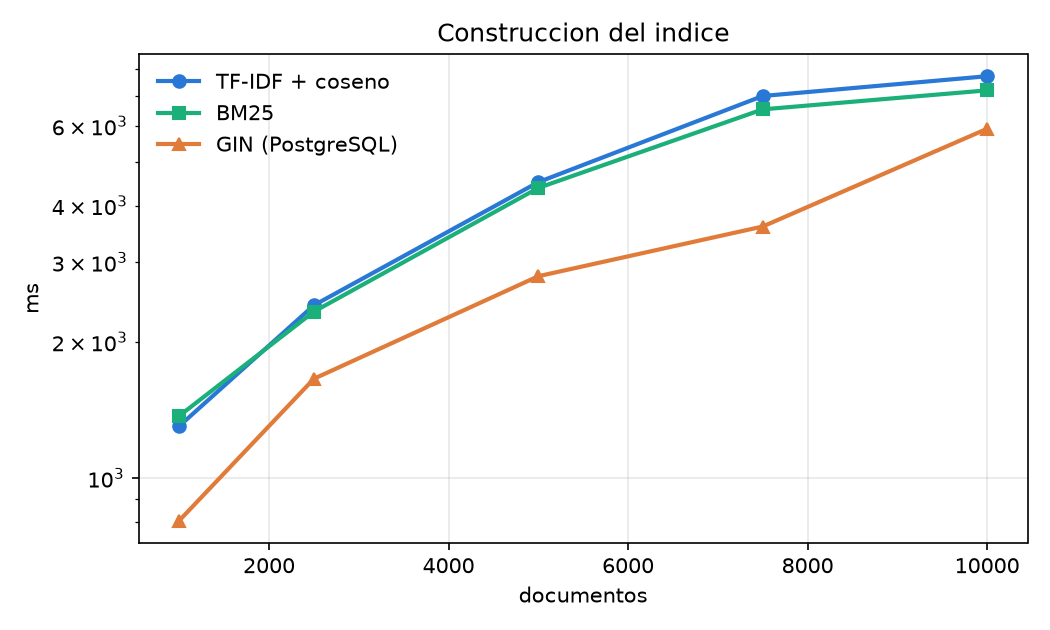 Construccion del indice
TF-IDF + coseno
BM25
GIN (PostgreSQL)
6 × 10³
4 × 10³
3 × 10³
2 × 10³
10³
ms
2000 4000 6000 8000 10000
documentos